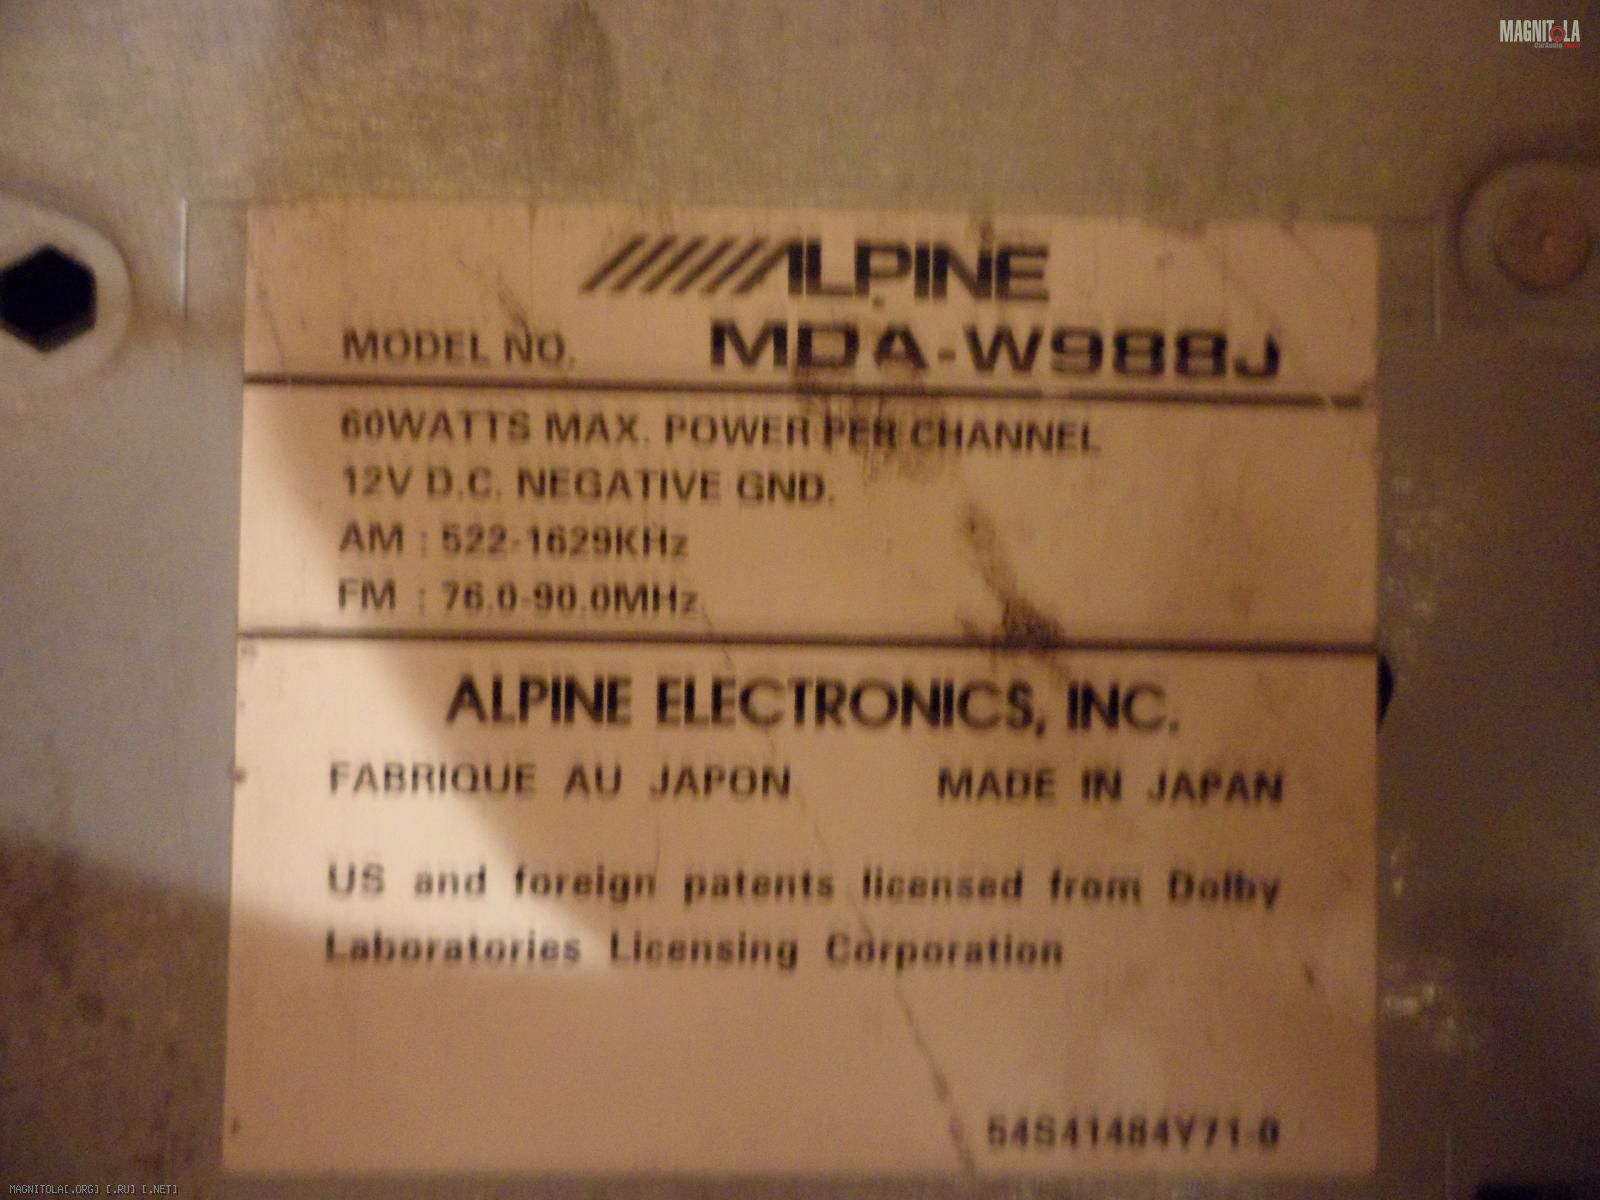 MAGNITOLA
CarAudio
ALPINE
MODEL NO. MDA-W988J
60WATTS MAX. POWER PER CHANNEL
12V D.C. NEGATIVE GND.
AM : 522-1629KHz
FM : 76.0-90.0MHz
ALPINE ELECTRONICS, INC.
FABRIQUE AU JAPON MADE IN JAPAN
US and foreign patents licensed from Dolby
Laboratories Licensing Corporation
54S41484Y71-0
MAGNITOLA[.ORG] [.RU] [.NET]